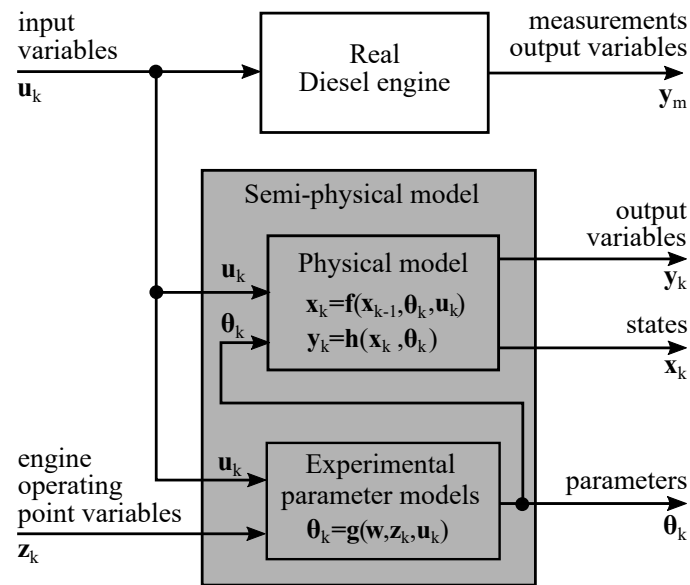 input
variables
u_k
Real
Diesel engine
measurements
output variables
y_m
Semi-physical model
u_k
θ_k
Physical model
x_k=f(x_{k-1},θ_k,u_k)
y_k=h(x_k,θ_k)
output
variables
y_k
states
x_k
engine
operating
point variables
z_k
u_k
Experimental
parameter models
θ_k=g(w,z_k,u_k)
parameters
θ_k